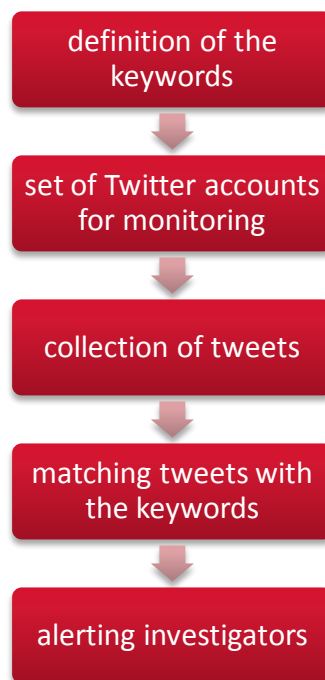 definition of the
keywords
set of Twitter accounts
for monitoring
collection of tweets
matching tweets with
the keywords
alerting investigators